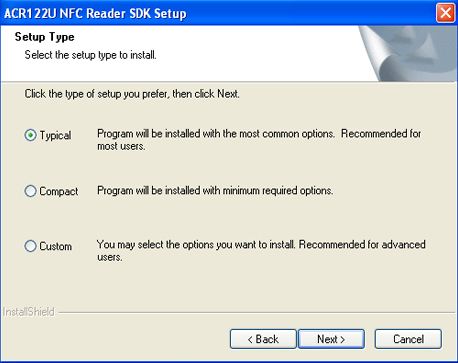 ACR122U NFC Reader SDK Setup
Setup Type
Select the setup type to install.
Click the type of setup you prefer, then click Next.
Typical
Program will be installed with the most common options. Recommended for
most users.
Compact
Program will be installed with minimum required options.
Custom
You may select the options you want to install. Recommended for advanced
users.
InstallShield
< Back
Next >
Cancel